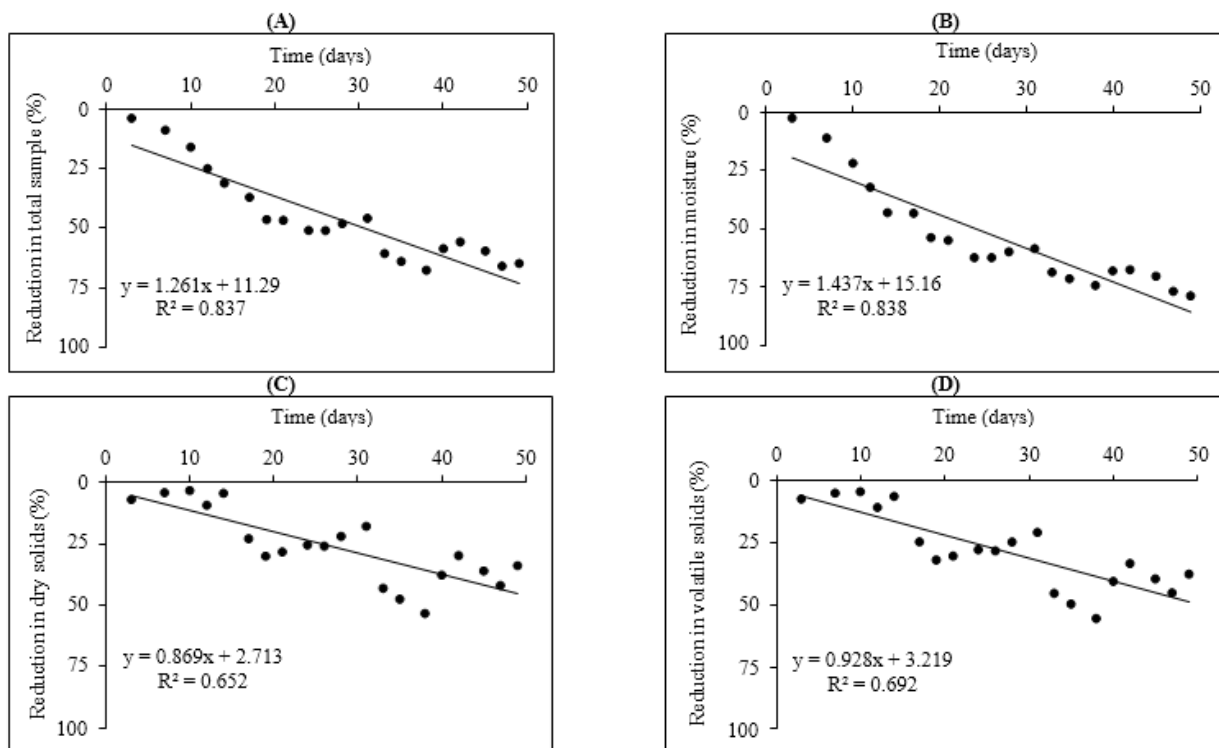 (A)
Time (days)
0 10 20 30 40 50
Reduction in total sample (%)
0
25
50
75
100
y = 1.261x + 11.29
R² = 0.837
(B)
Time (days)
0 10 20 30 40 50
Reduction in moisture (%)
0
25
50
75
100
y = 1.437x + 15.16
R² = 0.838
(C)
Time (days)
0 10 20 30 40 50
Reduction in dry solids (%)
0
25
50
75
100
y = 0.869x + 2.713
R² = 0.652
(D)
Time (days)
0 10 20 30 40 50
Reduction in volatile solids (%)
0
25
50
75
100
y = 0.928x + 3.219
R² = 0.692